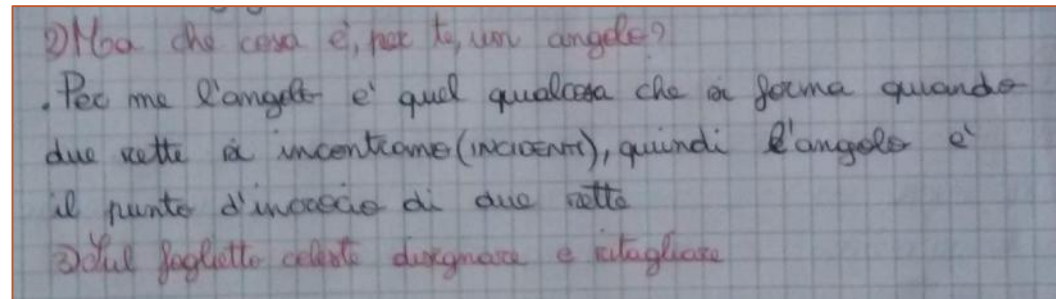 2) Ma che cosa è, per te, un angolo?
. Per me l'angolo e' quel qualcosa che si forma quando
due rette si incontrano (INCIDENTI), quindi l'angolo e'
il punto d'incrocio di due rette
3) Sul foglietto celeste disegnare e ritagliare